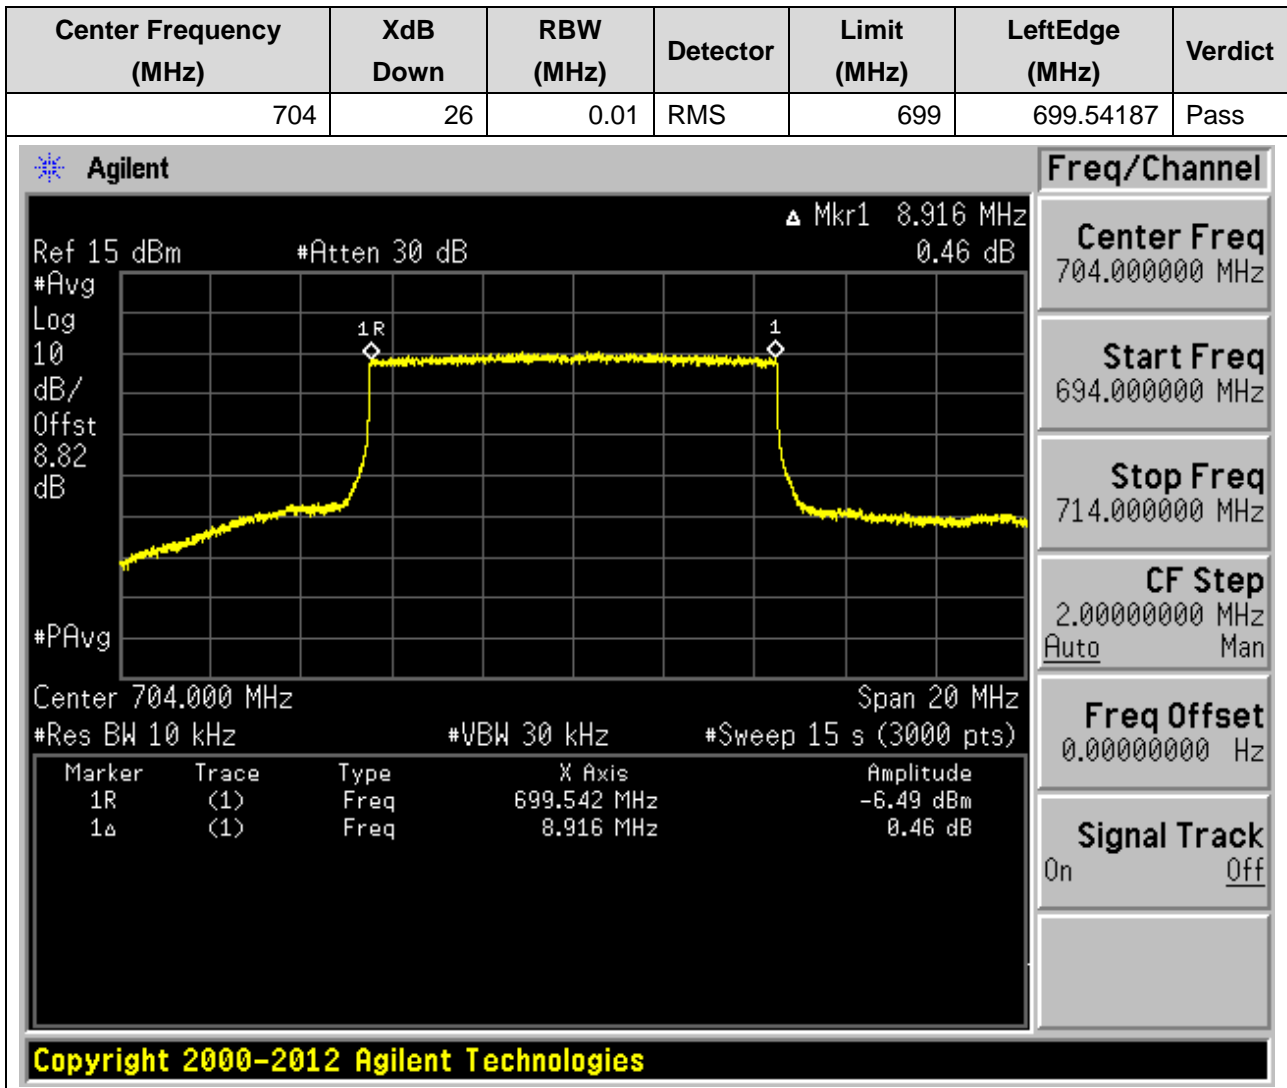 Center Frequency (MHz) XdB Down RBW (MHz) Detector Limit (MHz) LeftEdge (MHz) Verdict
704 26 0.01 RMS 699 699.54187 Pass
Agilent
Freq/Channel
Δ Mkr1 8.916 MHz
Ref 15 dBm #Atten 30 dB 0.46 dB
#Avg
Log
10
dB/
Offst
8.82
dB
#PAvg
1R
1
Center 704.000 MHz Span 20 MHz
#Res BW 10 kHz #VBW 30 kHz #Sweep 15 s (3000 pts)
Marker Trace Type X Axis Amplitude
1R (1) Freq 699.542 MHz -6.49 dBm
1Δ (1) Freq 8.916 MHz 0.46 dB
Center Freq
704.000000 MHz
Start Freq
694.000000 MHz
Stop Freq
714.000000 MHz
CF Step
2.00000000 MHz
Auto Man
Freq Offset
0.00000000 Hz
Signal Track
On Off
Copyright 2000-2012 Agilent Technologies